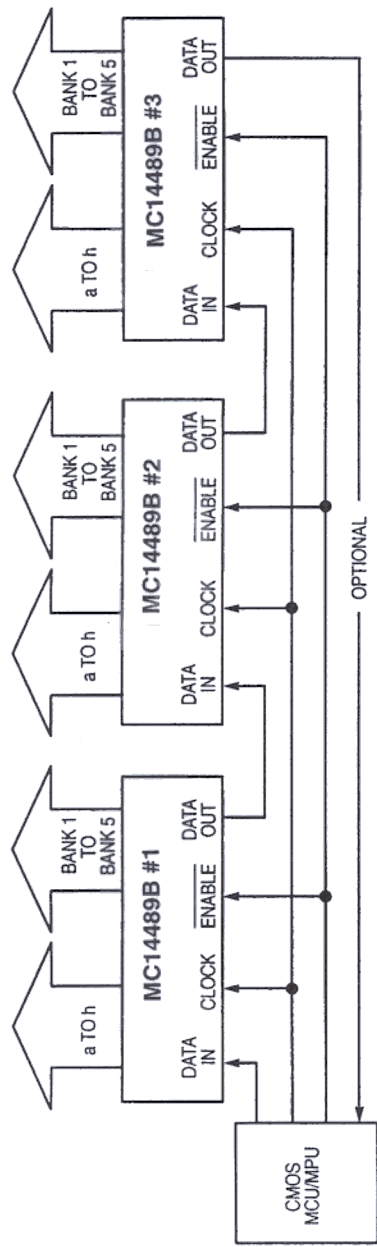 CMOS
MCU/MPU
a TO h
BANK 1
TO
BANK 5
MC14489B #1
DATA
IN
CLOCK
ENABLE
DATA
OUT
a TO h
BANK 1
TO
BANK 5
MC14489B #2
DATA
IN
CLOCK
ENABLE
DATA
OUT
a TO h
BANK 1
TO
BANK 5
MC14489B #3
DATA
IN
CLOCK
ENABLE
DATA
OUT
OPTIONAL